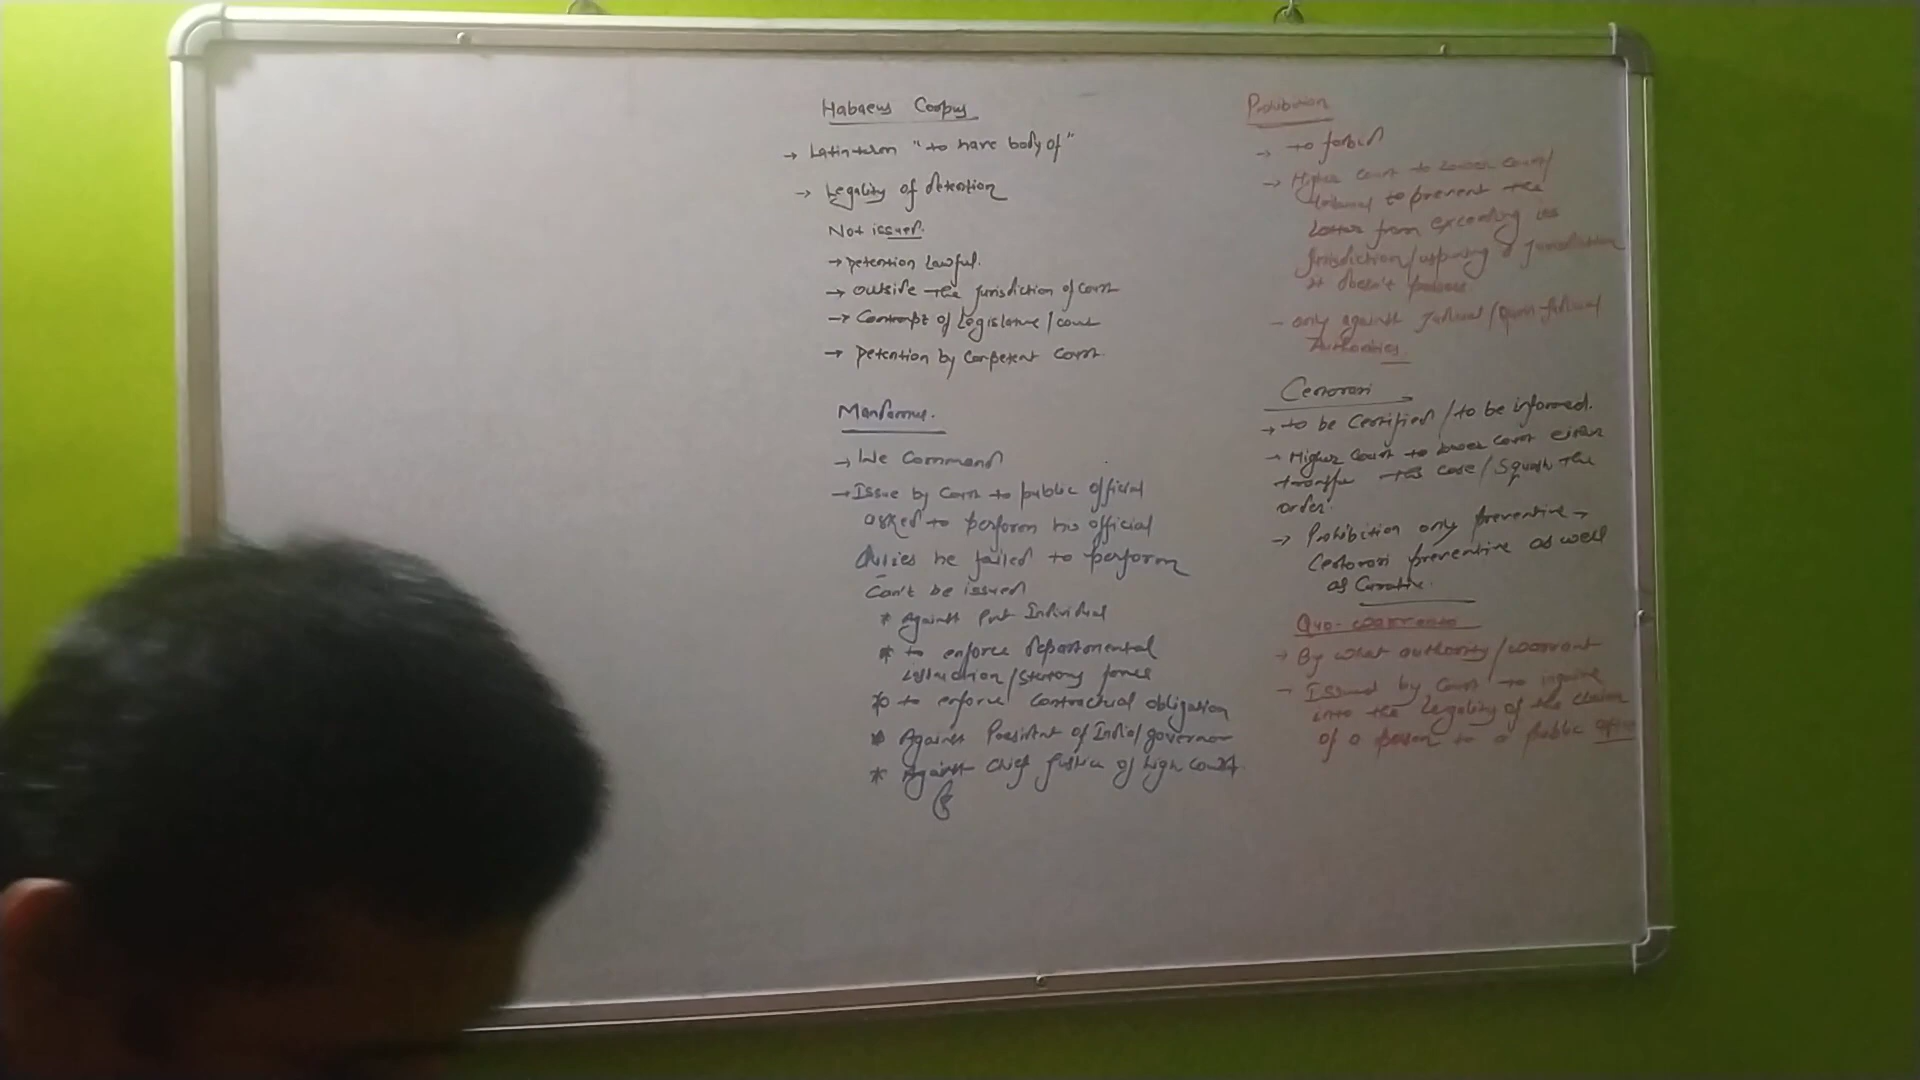 Habaeus Corpus
→ Latin term "to have body of"
→ Legality of detention
Not issued.
→ Detention Lawful.
→ outside the jurisdiction of court
→ Contempt of Legislature / court
→ Detention by Competent Court.
Mandamus.
→ We Command
→ Issue by Court to public official
asked to perform his official
duties he failed to perform
Can't be issued
* Against Pvt Individual
* to enforce departmental
instruction /
* to enforce contractual obligation
* Against President of India/governor
* Against Chief Justice of high court
Prohibition
→ to forbid
→ Higher court to Lower court/
tribunal to prevent the
latter from exceeding its
Jurisdiction/usurping a Jurisdiction
it doesn't
- only against Judicial /quasi-Judicial
Authorities.
→ to be Certified / to be informed.
→ Higher Court to lower court either
transfer the case / Squash the
order.
→ Prohibition only preventive →
preventive as well
as Curative.
Quo-warranto
→ By what authority/warrant
→ Issued by Court to inquire
into the legality of the claim
of a person to a public office